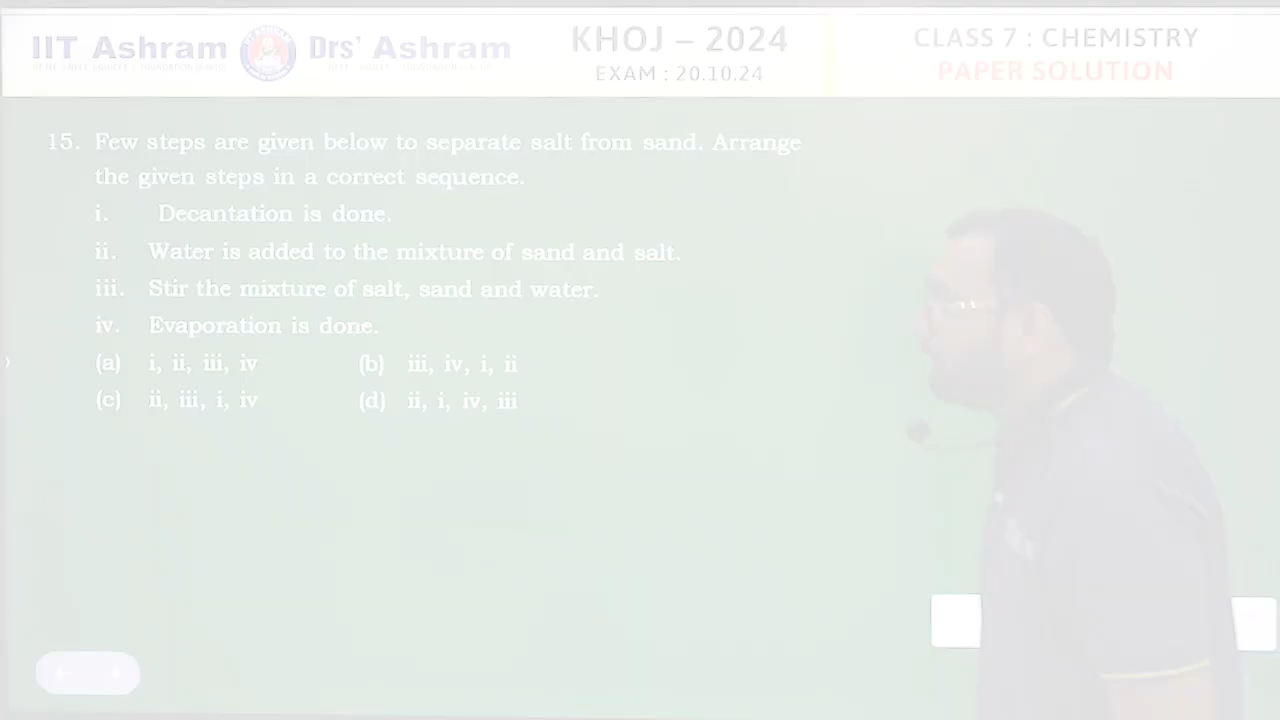 IIT Ashram
Drs' Ashram
KHOJ – 2024
EXAM : 20.10.24
CLASS 7 : CHEMISTRY
PAPER SOLUTION
15. Few steps are given below to separate salt from sand. Arrange
the given steps in a correct sequence.
i. Decantation is done.
ii. Water is added to the mixture of sand and salt.
iii. Stir the mixture of salt, sand and water.
iv. Evaporation is done.
(a) i, ii, iii, iv (b) iii, iv, i, ii
(c) ii, iii, i, iv (d) ii, i, iv, iii